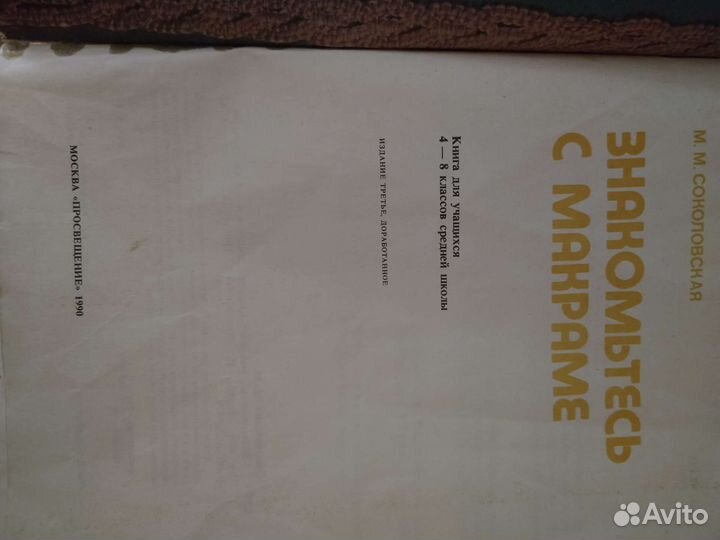 М. М. СОКОЛОВСКАЯ
ЗНАКОМЬТЕСЬ
С МАКРАМЕ
Книга для учащихся
4 — 8 классов средней школы
ИЗДАНИЕ ТРЕТЬЕ, ДОРАБОТАННОЕ
МОСКВА «ПРОСВЕЩЕНИЕ» 1990
Avito